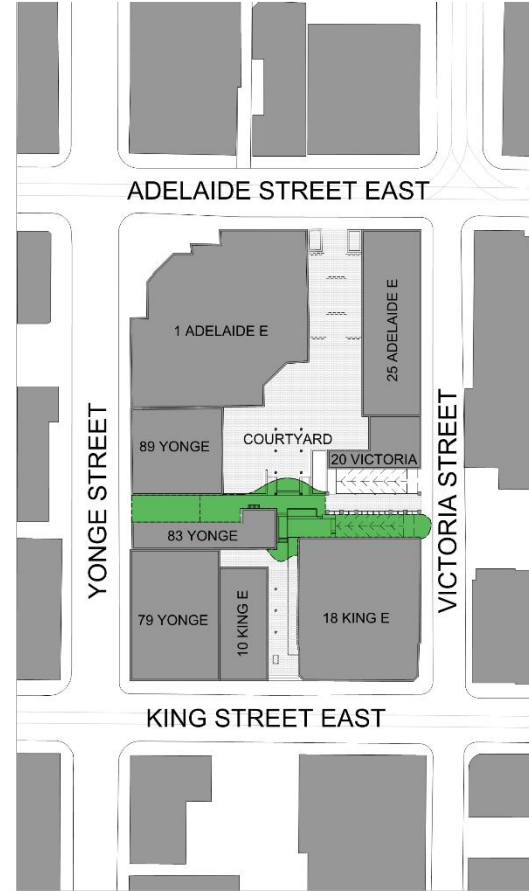 ADELAIDE STREET EAST
1 ADELAIDE E
25 ADELAIDE E
YONGE STREET
89 YONGE
COURTYARD
20 VICTORIA
VICTORIA STREET
83 YONGE
79 YONGE
10 KING E
18 KING E
KING STREET EAST